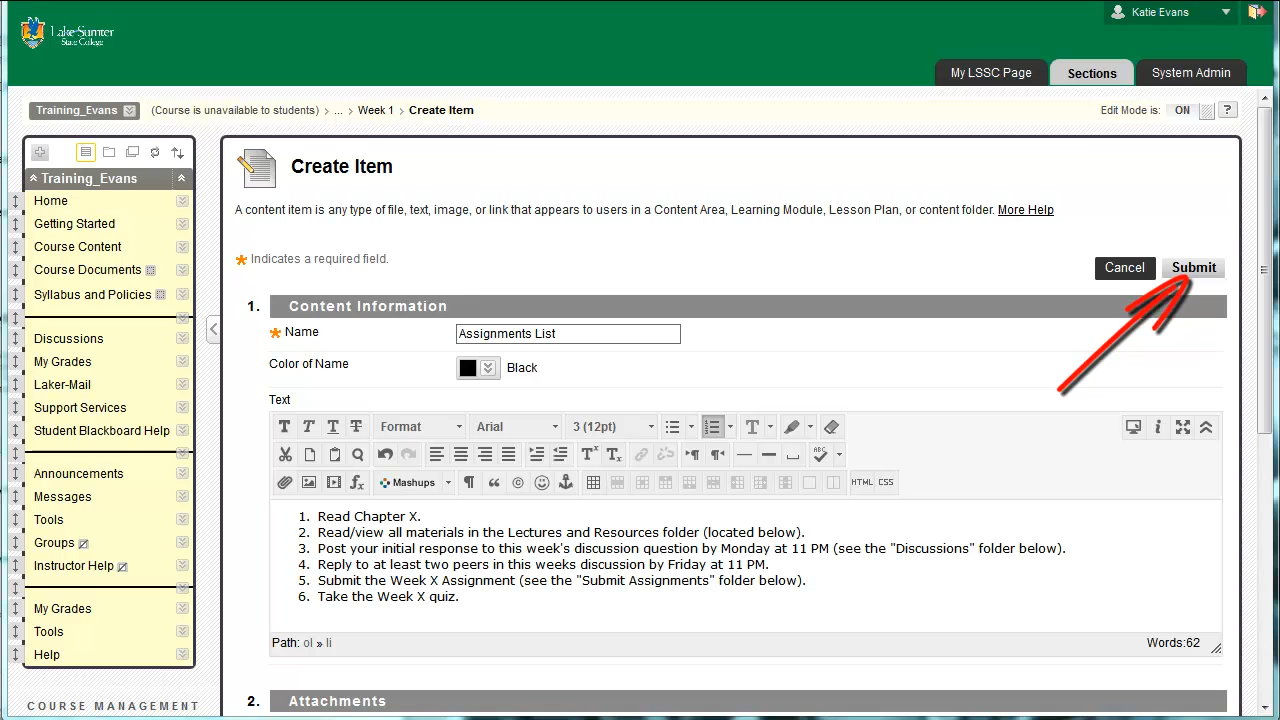 Katie Evans
Lake-Sumter
State College
My LSSC Page
Sections
System Admin
Training_Evans
(Course is unavailable to students) > ... > Week 1 > Create Item
Edit Mode is:
ON
?
Training_Evans
Home
Getting Started
Course Content
Course Documents
Syllabus and Policies
Discussions
My Grades
Laker-Mail
Support Services
Student Blackboard Help
Announcements
Messages
Tools
Groups
Instructor Help
My Grades
Tools
Help
COURSE MANAGEMENT
Create Item
A content item is any type of file, text, image, or link that appears to users in a Content Area, Learning Module, Lesson Plan, or content folder. More Help
Indicates a required field.
Cancel
Submit
1. Content Information
Name
Assignments List
Color of Name
Black
Text
T T T T Format Arial 3 (12pt) T
ABC
Mashups
HTML CSS
1. Read Chapter X.
2. Read/view all materials in the Lectures and Resources folder (located below).
3. Post your initial response to this week's discussion question by Monday at 11 PM (see the "Discussions" folder below).
4. Reply to at least two peers in this weeks discussion by Friday at 11 PM.
5. Submit the Week X Assignment (see the "Submit Assignments" folder below).
6. Take the Week X quiz.
Path: ol » li
Words:62
2. Attachments